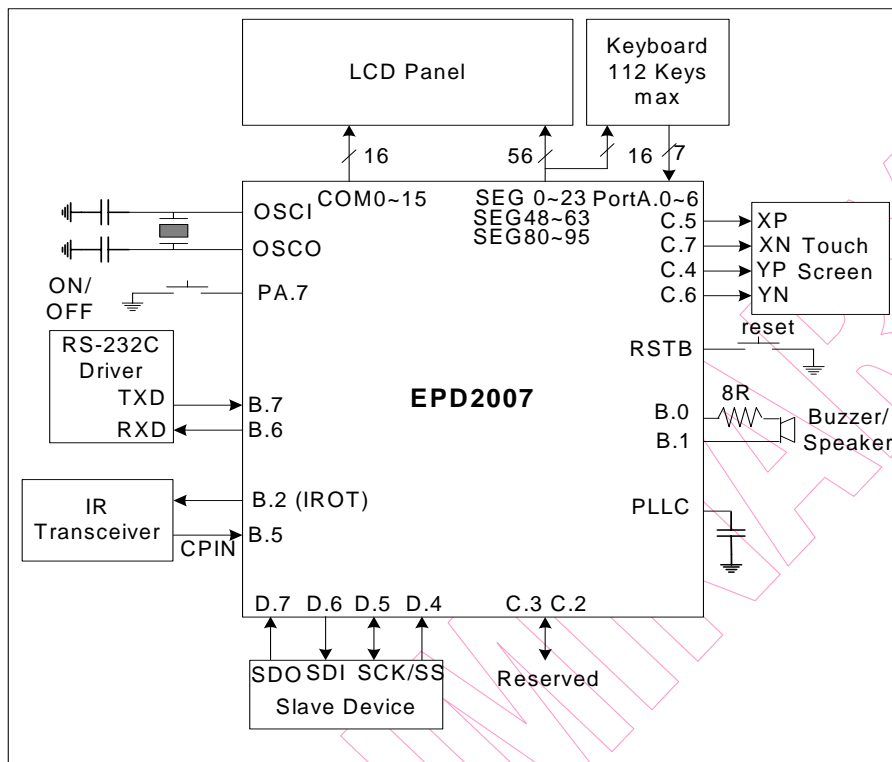 LCD Panel
Keyboard
112 Keys
max
16
56
16
7
COM0~15
SEG 0~23
SEG48~63
SEG80~95
PortA.0~6
OSCI
OSCO
ON/
OFF
PA.7
C.5
C.7
C.4
C.6
XP
XN
YP
YN
Touch
Screen
reset
RSTB
RS-232C
Driver
TXD
RXD
B.7
B.6
EPD2007
8R
B.0
B.1
Buzzer/
Speaker
IR
Transceiver
B.2 (IROT)
CPIN
B.5
PLLC
D.7 D.6 D.5 D.4
C.3 C.2
SDO SDI SCK/SS
Slave Device
Reserved